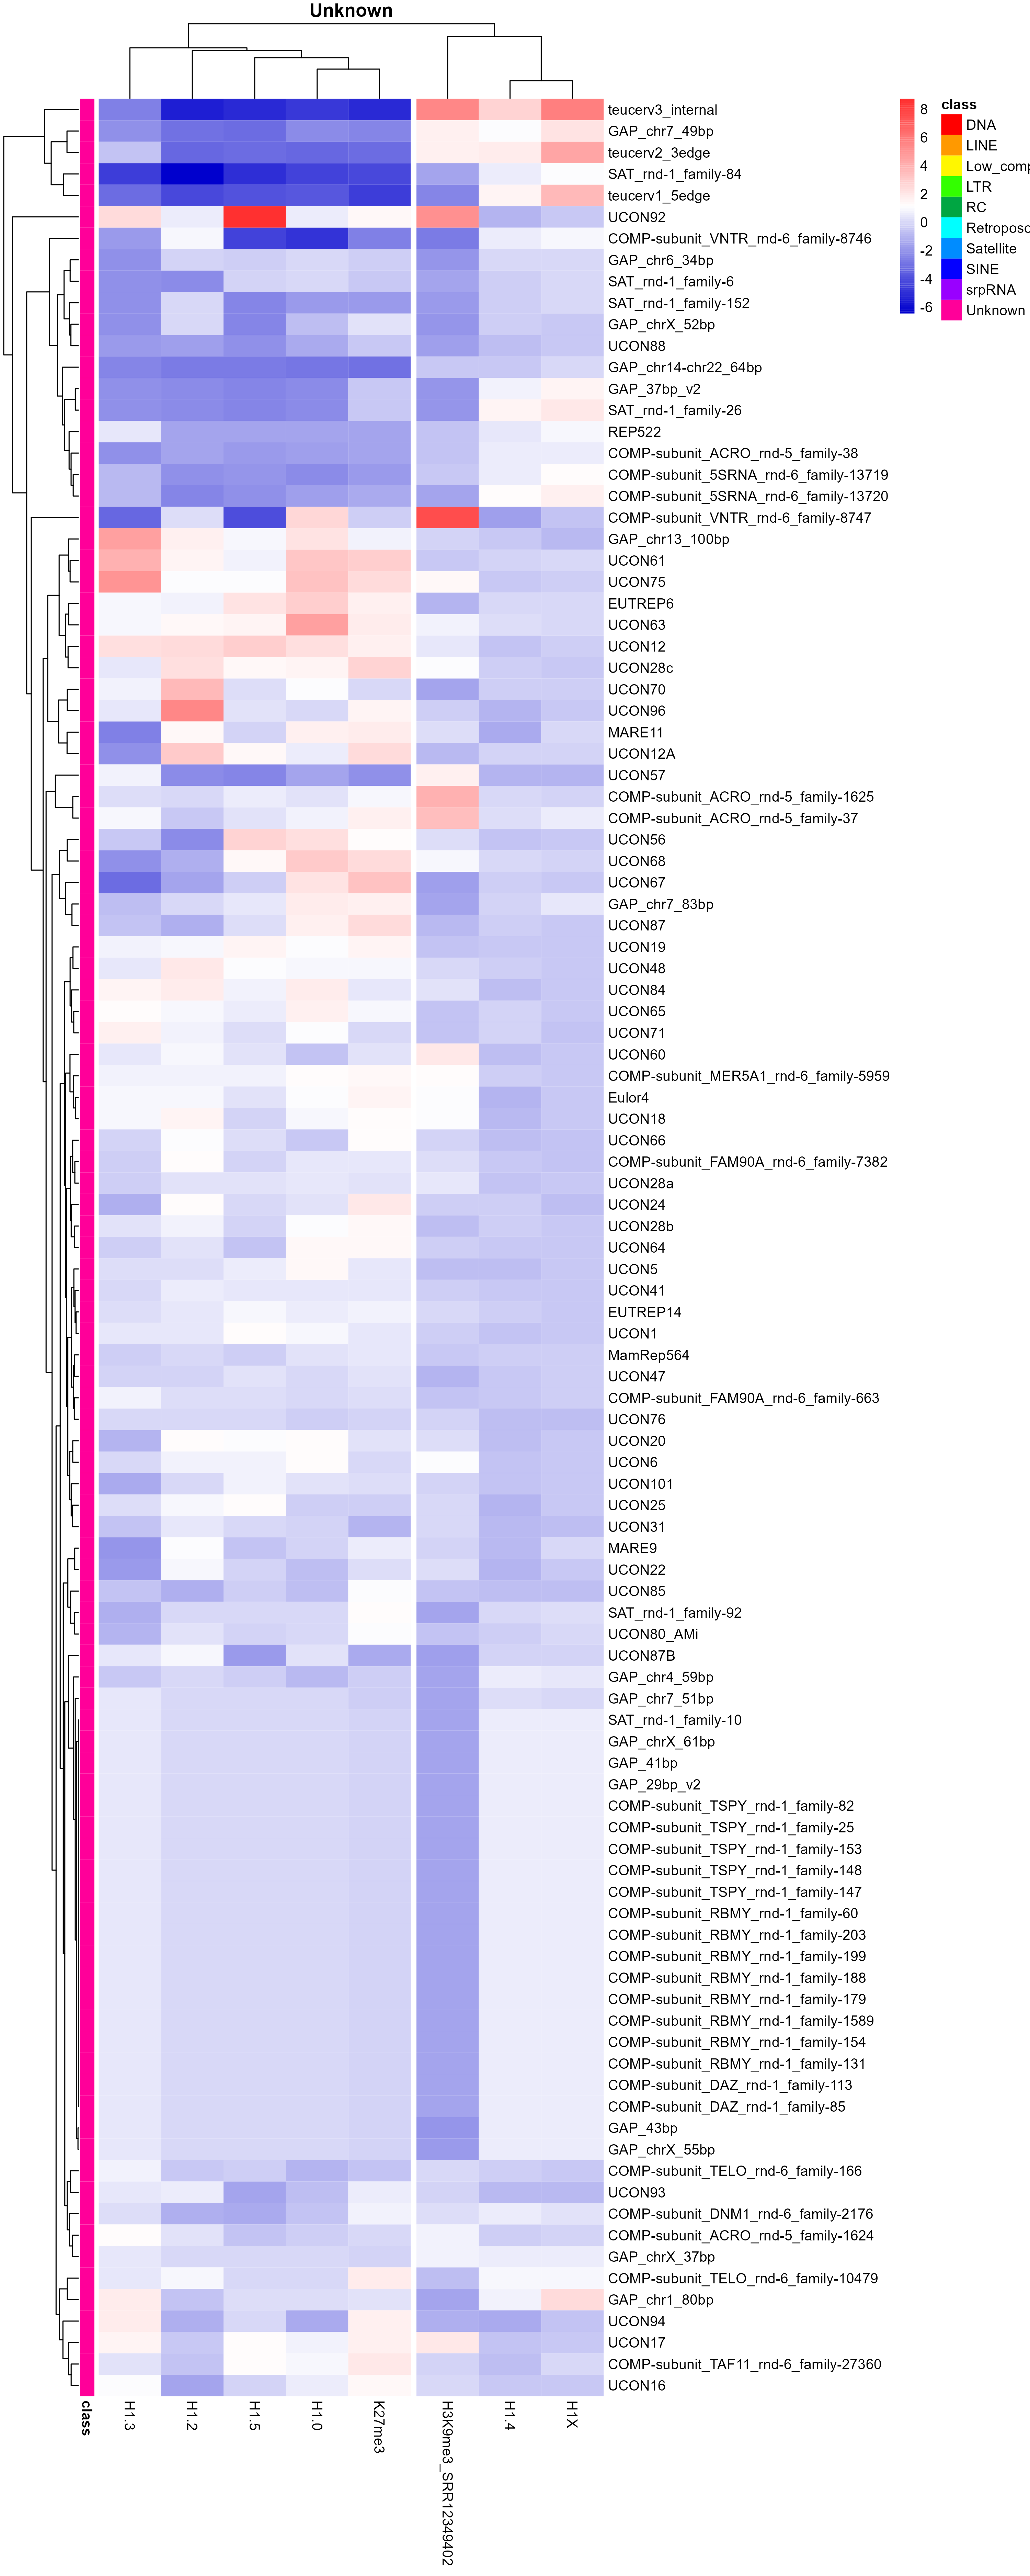 Unknown
teucerv3_internal
GAP_chr7_49bp
teucerv2_3edge
SAT_rnd-1_family-84
teucerv1_5edge
UCON92
COMP-subunit_VNTR_rnd-6_family-8746
GAP_chr6_34bp
SAT_rnd-1_family-6
SAT_rnd-1_family-152
GAP_chrX_52bp
UCON88
GAP_chr14-chr22_64bp
GAP_37bp_v2
SAT_rnd-1_family-26
REP522
COMP-subunit_ACRO_rnd-5_family-38
COMP-subunit_5SRNA_rnd-6_family-13719
COMP-subunit_5SRNA_rnd-6_family-13720
COMP-subunit_VNTR_rnd-6_family-8747
GAP_chr13_100bp
UCON61
UCON75
EUTREP6
UCON63
UCON12
UCON28c
UCON70
UCON96
MARE11
UCON12A
UCON57
COMP-subunit_ACRO_rnd-5_family-1625
COMP-subunit_ACRO_rnd-5_family-37
UCON56
UCON68
UCON67
GAP_chr7_83bp
UCON87
UCON19
UCON48
UCON84
UCON65
UCON71
UCON60
COMP-subunit_MER5A1_rnd-6_family-5959
Eulor4
UCON18
UCON66
COMP-subunit_FAM90A_rnd-6_family-7382
UCON28a
UCON24
UCON28b
UCON64
UCON5
UCON41
EUTREP14
UCON1
MamRep564
UCON47
COMP-subunit_FAM90A_rnd-6_family-663
UCON76
UCON20
UCON6
UCON101
UCON25
UCON31
MARE9
UCON22
UCON85
SAT_rnd-1_family-92
UCON80_AMi
UCON87B
GAP_chr4_59bp
GAP_chr7_51bp
SAT_rnd-1_family-10
GAP_chrX_61bp
GAP_41bp
GAP_29bp_v2
COMP-subunit_TSPY_rnd-1_family-82
COMP-subunit_TSPY_rnd-1_family-25
COMP-subunit_TSPY_rnd-1_family-153
COMP-subunit_TSPY_rnd-1_family-148
COMP-subunit_TSPY_rnd-1_family-147
COMP-subunit_RBMY_rnd-1_family-60
COMP-subunit_RBMY_rnd-1_family-203
COMP-subunit_RBMY_rnd-1_family-199
COMP-subunit_RBMY_rnd-1_family-188
COMP-subunit_RBMY_rnd-1_family-179
COMP-subunit_RBMY_rnd-1_family-1589
COMP-subunit_RBMY_rnd-1_family-154
COMP-subunit_RBMY_rnd-1_family-131
COMP-subunit_DAZ_rnd-1_family-113
COMP-subunit_DAZ_rnd-1_family-85
GAP_43bp
GAP_chrX_55bp
COMP-subunit_TELO_rnd-6_family-166
UCON93
COMP-subunit_DNM1_rnd-6_family-2176
COMP-subunit_ACRO_rnd-5_family-1624
GAP_chrX_37bp
COMP-subunit_TELO_rnd-6_family-10479
GAP_chr1_80bp
UCON94
UCON17
COMP-subunit_TAF11_rnd-6_family-27360
UCON16
class
H1.3
H1.2
H1.5
H1.0
K27me3
H3K9me3_SRR12349402
H1.4
H1X
8
6
4
2
0
-2
-4
-6
class
DNA
LINE
Low_comp
LTR
RC
Retropos
Satellite
SINE
srpRNA
Unknown